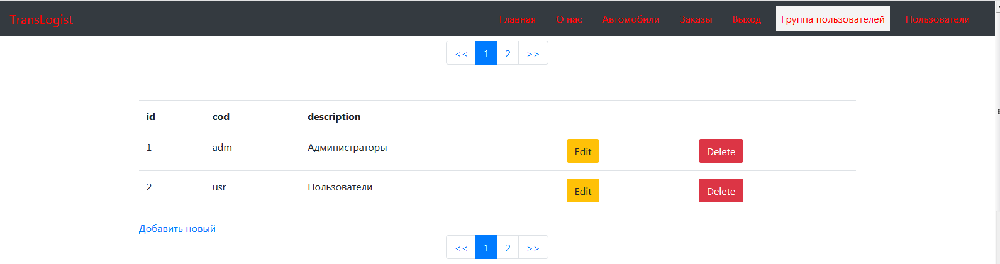 TransLogist Главная О нас Автомобили Заказы Выход Группа пользователей Пользователи
<< 1 2 >>
id cod description
1 adm Администраторы Edit Delete
2 usr Пользователи Edit Delete
Добавить новый
<< 1 2 >>